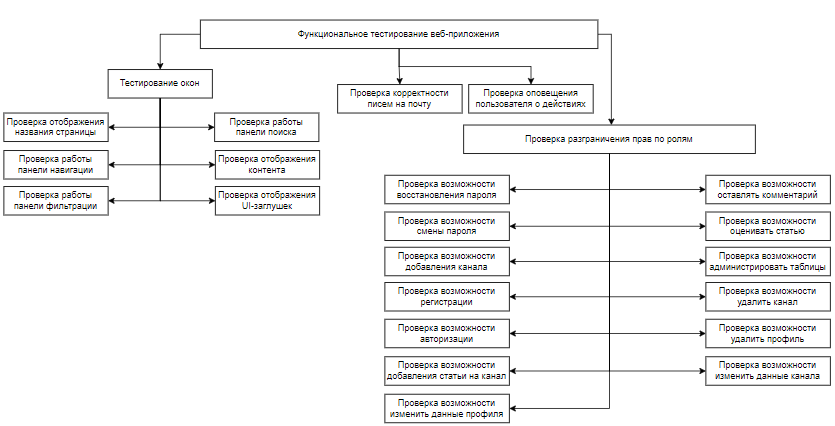 Функциональное тестирование веб-приложения
Тестирование окон
Проверка корректности
писем на почту
Проверка оповещения
пользователя о действиях
Проверка отображения
названия страницы
Проверка работы
панели поиска
Проверка разграничения прав по ролям
Проверка работы
панели навигации
Проверка отображения
контента
Проверка работы
панели фильтрации
Проверка отображения
UI-заглушек
Проверка возможности
восстановления пароля
Проверка возможности
оставлять комментарий
Проверка возможности
смены пароля
Проверка возможности
оценивать статью
Проверка возможности
добавления канала
Проверка возможности
администрировать таблицы
Проверка возможности
регистрации
Проверка возможности
удалить канал
Проверка возможности
авторизации
Проверка возможности
удалить профиль
Проверка возможности
добавления статьи на канал
Проверка возможности
изменить данные канала
Проверка возможности
изменить данные профиля